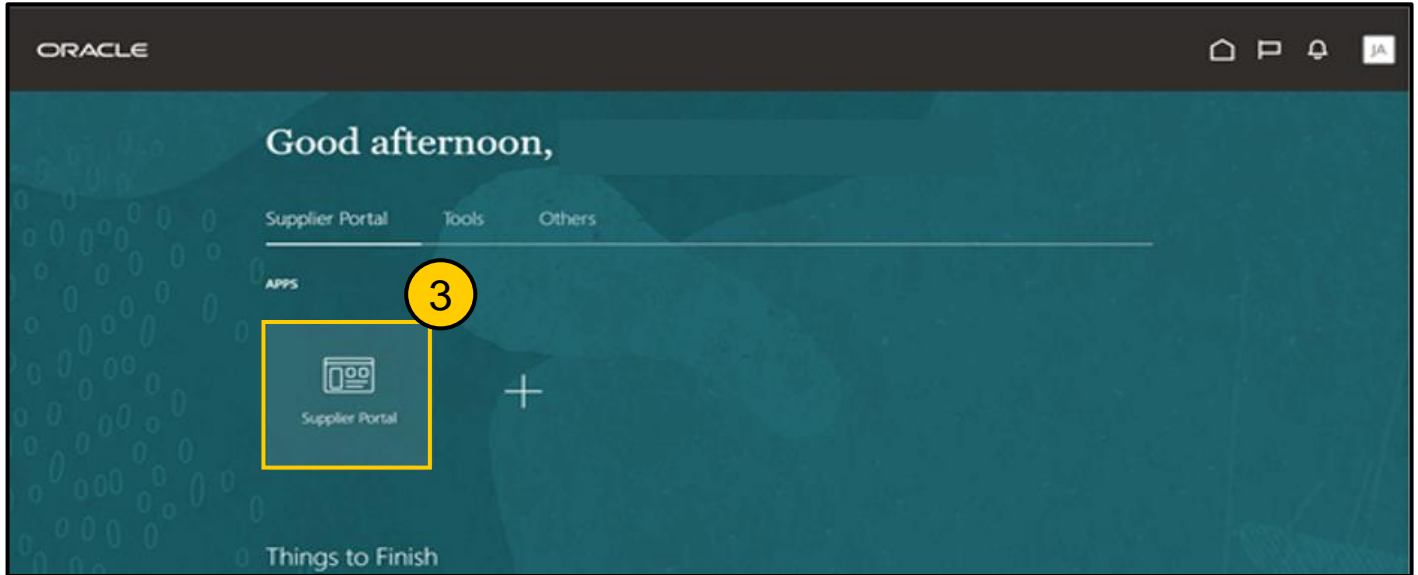 ORACLE
JA
Good afternoon,
Supplier Portal Tools Others
APPS
3
Supplier Portal
Things to Finish